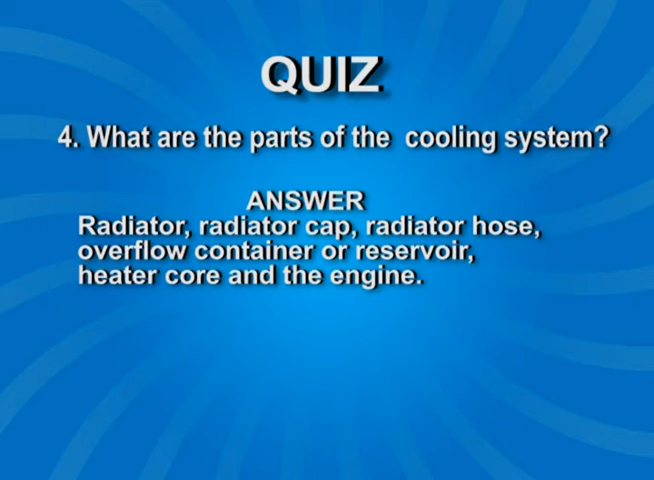 QUIZ
4. What are the parts of the cooling system?
ANSWER
Radiator, radiator cap, radiator hose,
overflow container or reservoir,
heater core and the engine.